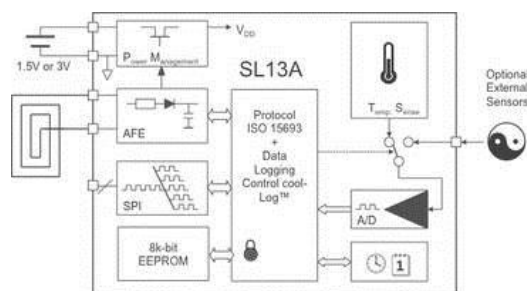 V_DD
Power Management
1.5V or 3V
SL13A
Temp. Sense
Optional
External
Sensors
AFE
Protocol
ISO 15693
+
Data
Logging
Control cool-
Log™
SPI
A/D
8k-bit
EEPROM
1